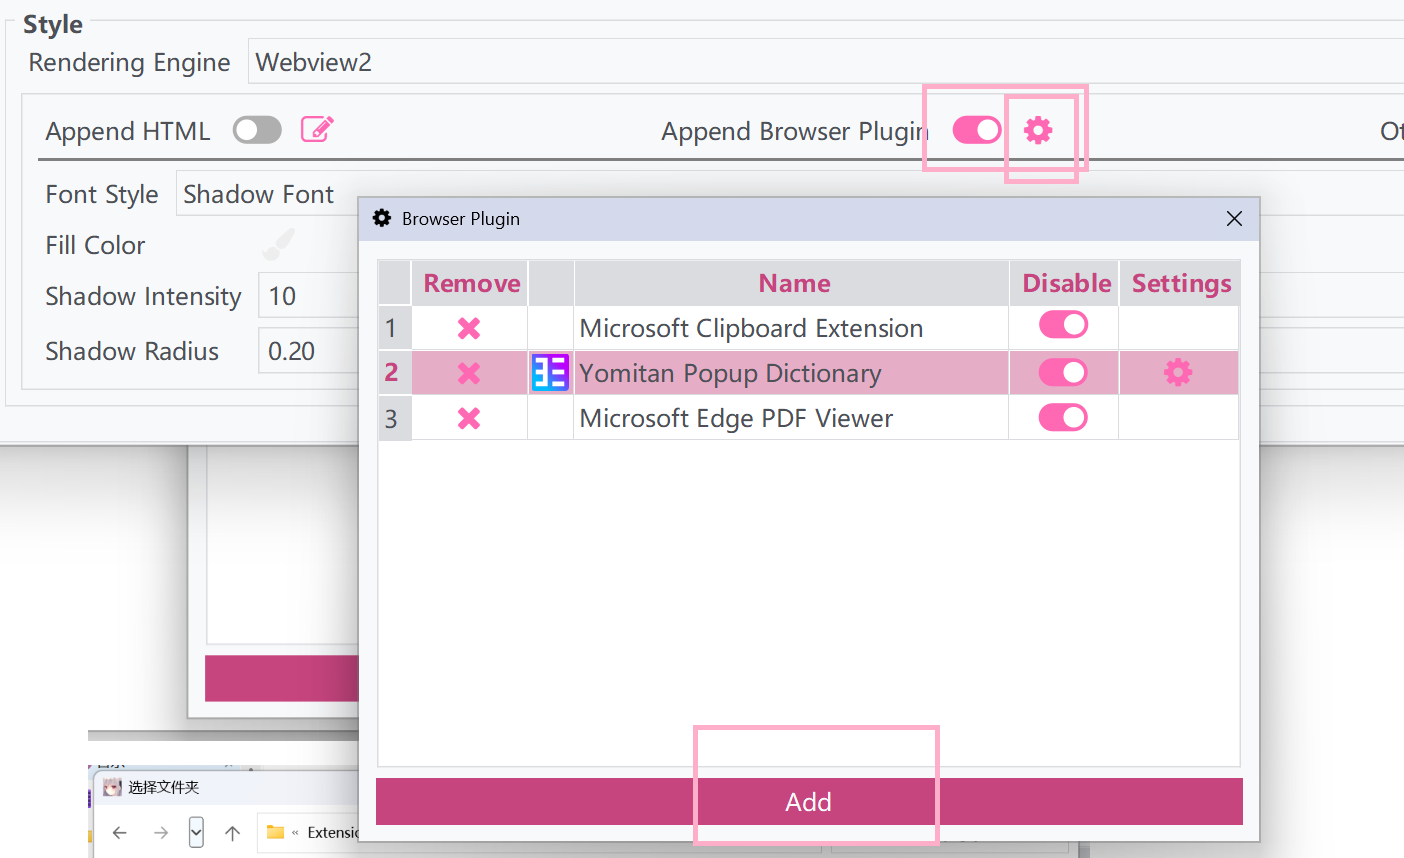 Style
Rendering Engine Webview2
Append HTML Append Browser Plugin
Font Style Shadow Font
Fill Color
Shadow Intensity 10
Shadow Radius 0.20
Browser Plugin
Remove Name Disable Settings
1 Microsoft Clipboard Extension
2 Yomitan Popup Dictionary
3 Microsoft Edge PDF Viewer
Add
选择文件夹
«